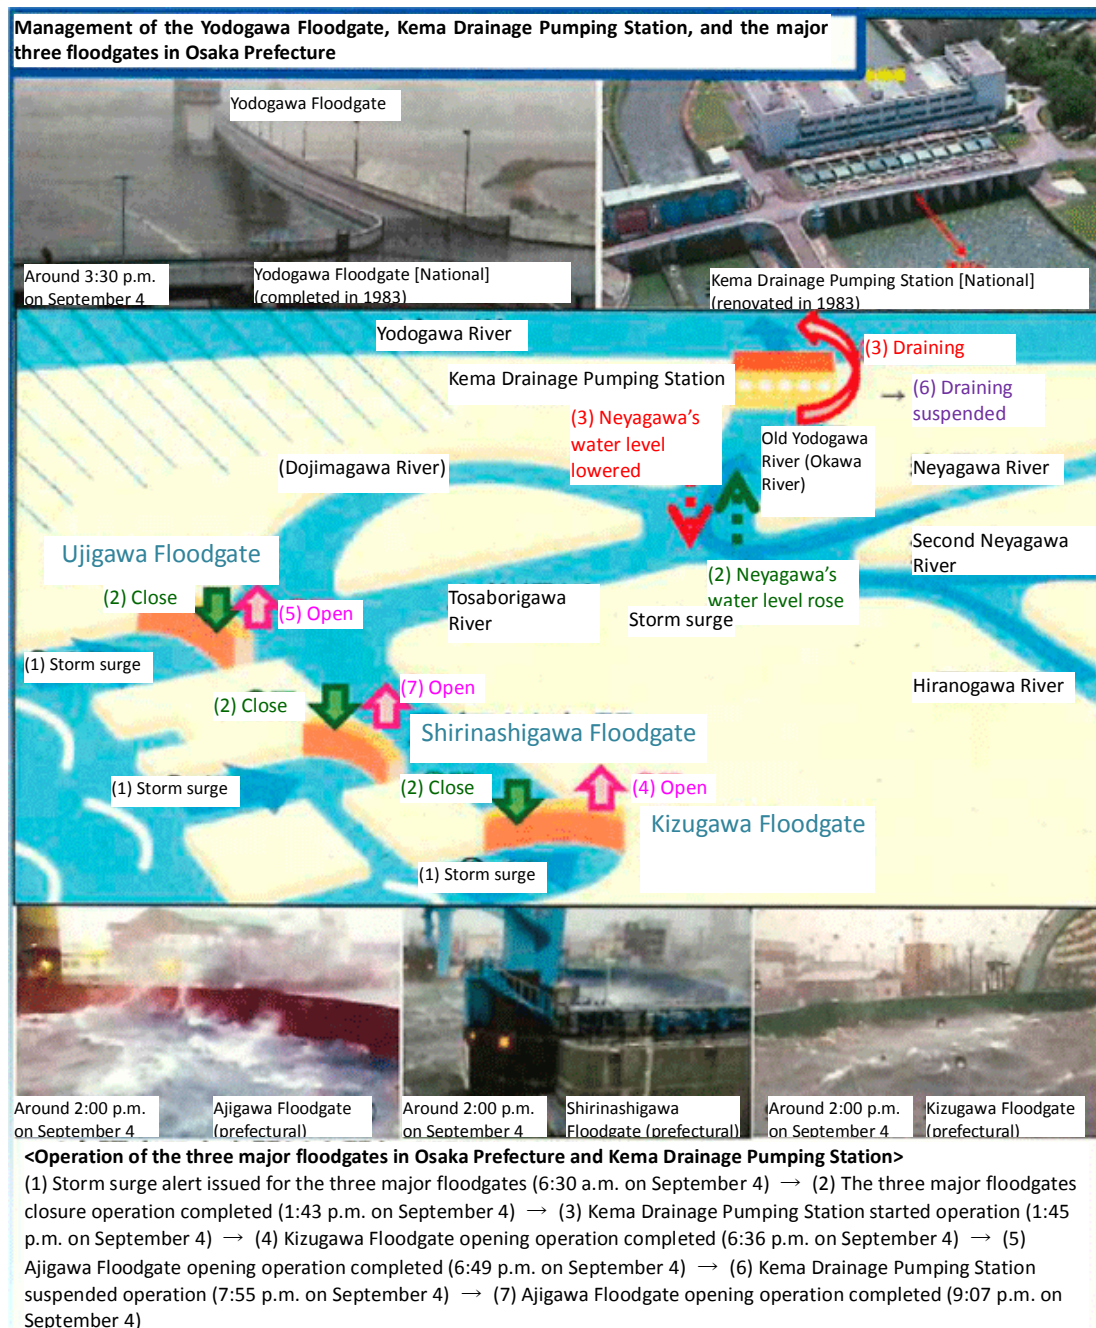 Management of the Yodogawa Floodgate, Kema Drainage Pumping Station, and the major
three floodgates in Osaka Prefecture
Yodogawa Floodgate
Around 3:30 p.m.
on September 4
Yodogawa Floodgate [National]
(completed in 1983)
Kema Drainage Pumping Station [National]
(renovated in 1983)
Yodogawa River
(3) Draining
Kema Drainage Pumping Station
(6) Draining
suspended
(3) Neyagawa's
water level
lowered
Old Yodogawa
River (Okawa
River)
(Dojimagawa River)
Neyagawa River
Second Neyagawa
River
Ujigawa Floodgate
(2) Close
(5) Open
Tosaborigawa
River
(2) Neyagawa's
water level rose
Storm surge
(1) Storm surge
Hiranogawa River
(2) Close
(7) Open
Shirinashigawa Floodgate
(1) Storm surge
(2) Close
(4) Open
Kizugawa Floodgate
(1) Storm surge
Around 2:00 p.m.
on September 4
Ajigawa Floodgate
(prefectural)
Around 2:00 p.m.
on September 4
Shirinashigawa
Floodgate (prefectural)
Around 2:00 p.m.
on September 4
Kizugawa Floodgate
(prefectural)
<Operation of the three major floodgates in Osaka Prefecture and Kema Drainage Pumping Station>
(1) Storm surge alert issued for the three major floodgates (6:30 a.m. on September 4) → (2) The three major floodgates
closure operation completed (1:43 p.m. on September 4) → (3) Kema Drainage Pumping Station started operation (1:45
p.m. on September 4) → (4) Kizugawa Floodgate opening operation completed (6:36 p.m. on September 4) → (5)
Ajigawa Floodgate opening operation completed (6:49 p.m. on September 4) → (6) Kema Drainage Pumping Station
suspended operation (7:55 p.m. on September 4) → (7) Ajigawa Floodgate opening operation completed (9:07 p.m. on
September 4)